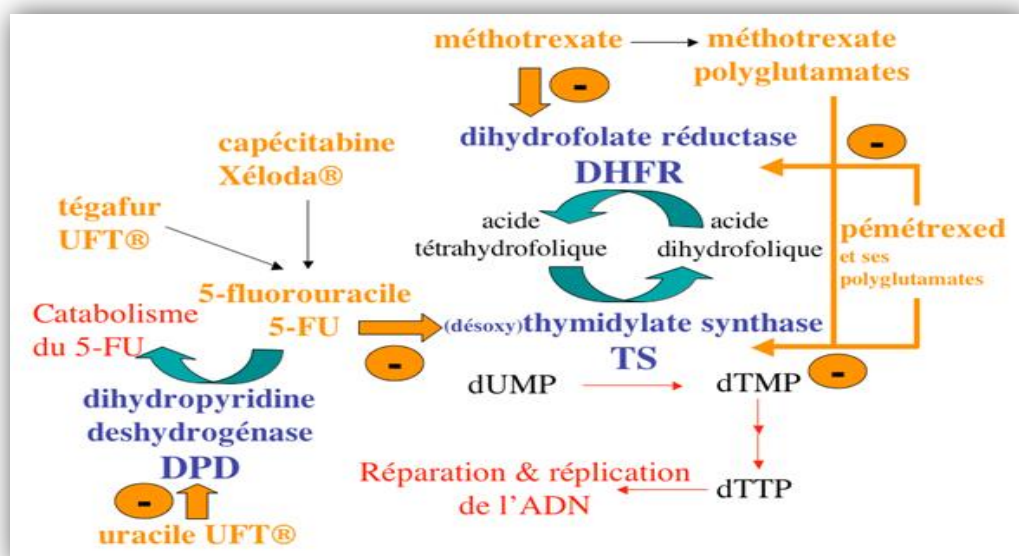 méthotrexate
méthotrexate
polyglutamates
-
dihydrofolate réductase
DHFR
-
capécitabine
Xéloda®
tégafur
UFT®
acide
tétrahydrofolique
acide
dihydrofolique
pémétrexed
et ses
polyglutamates
5-fluorouracile
5-FU
Catabolisme
du 5-FU
-
(désoxy)thymidylate synthase
TS
-
dUMP
dTMP
dihydropyridine
deshydrogénase
DPD
-
uracile UFT®
Réparation & réplication
de l'ADN
dTTP